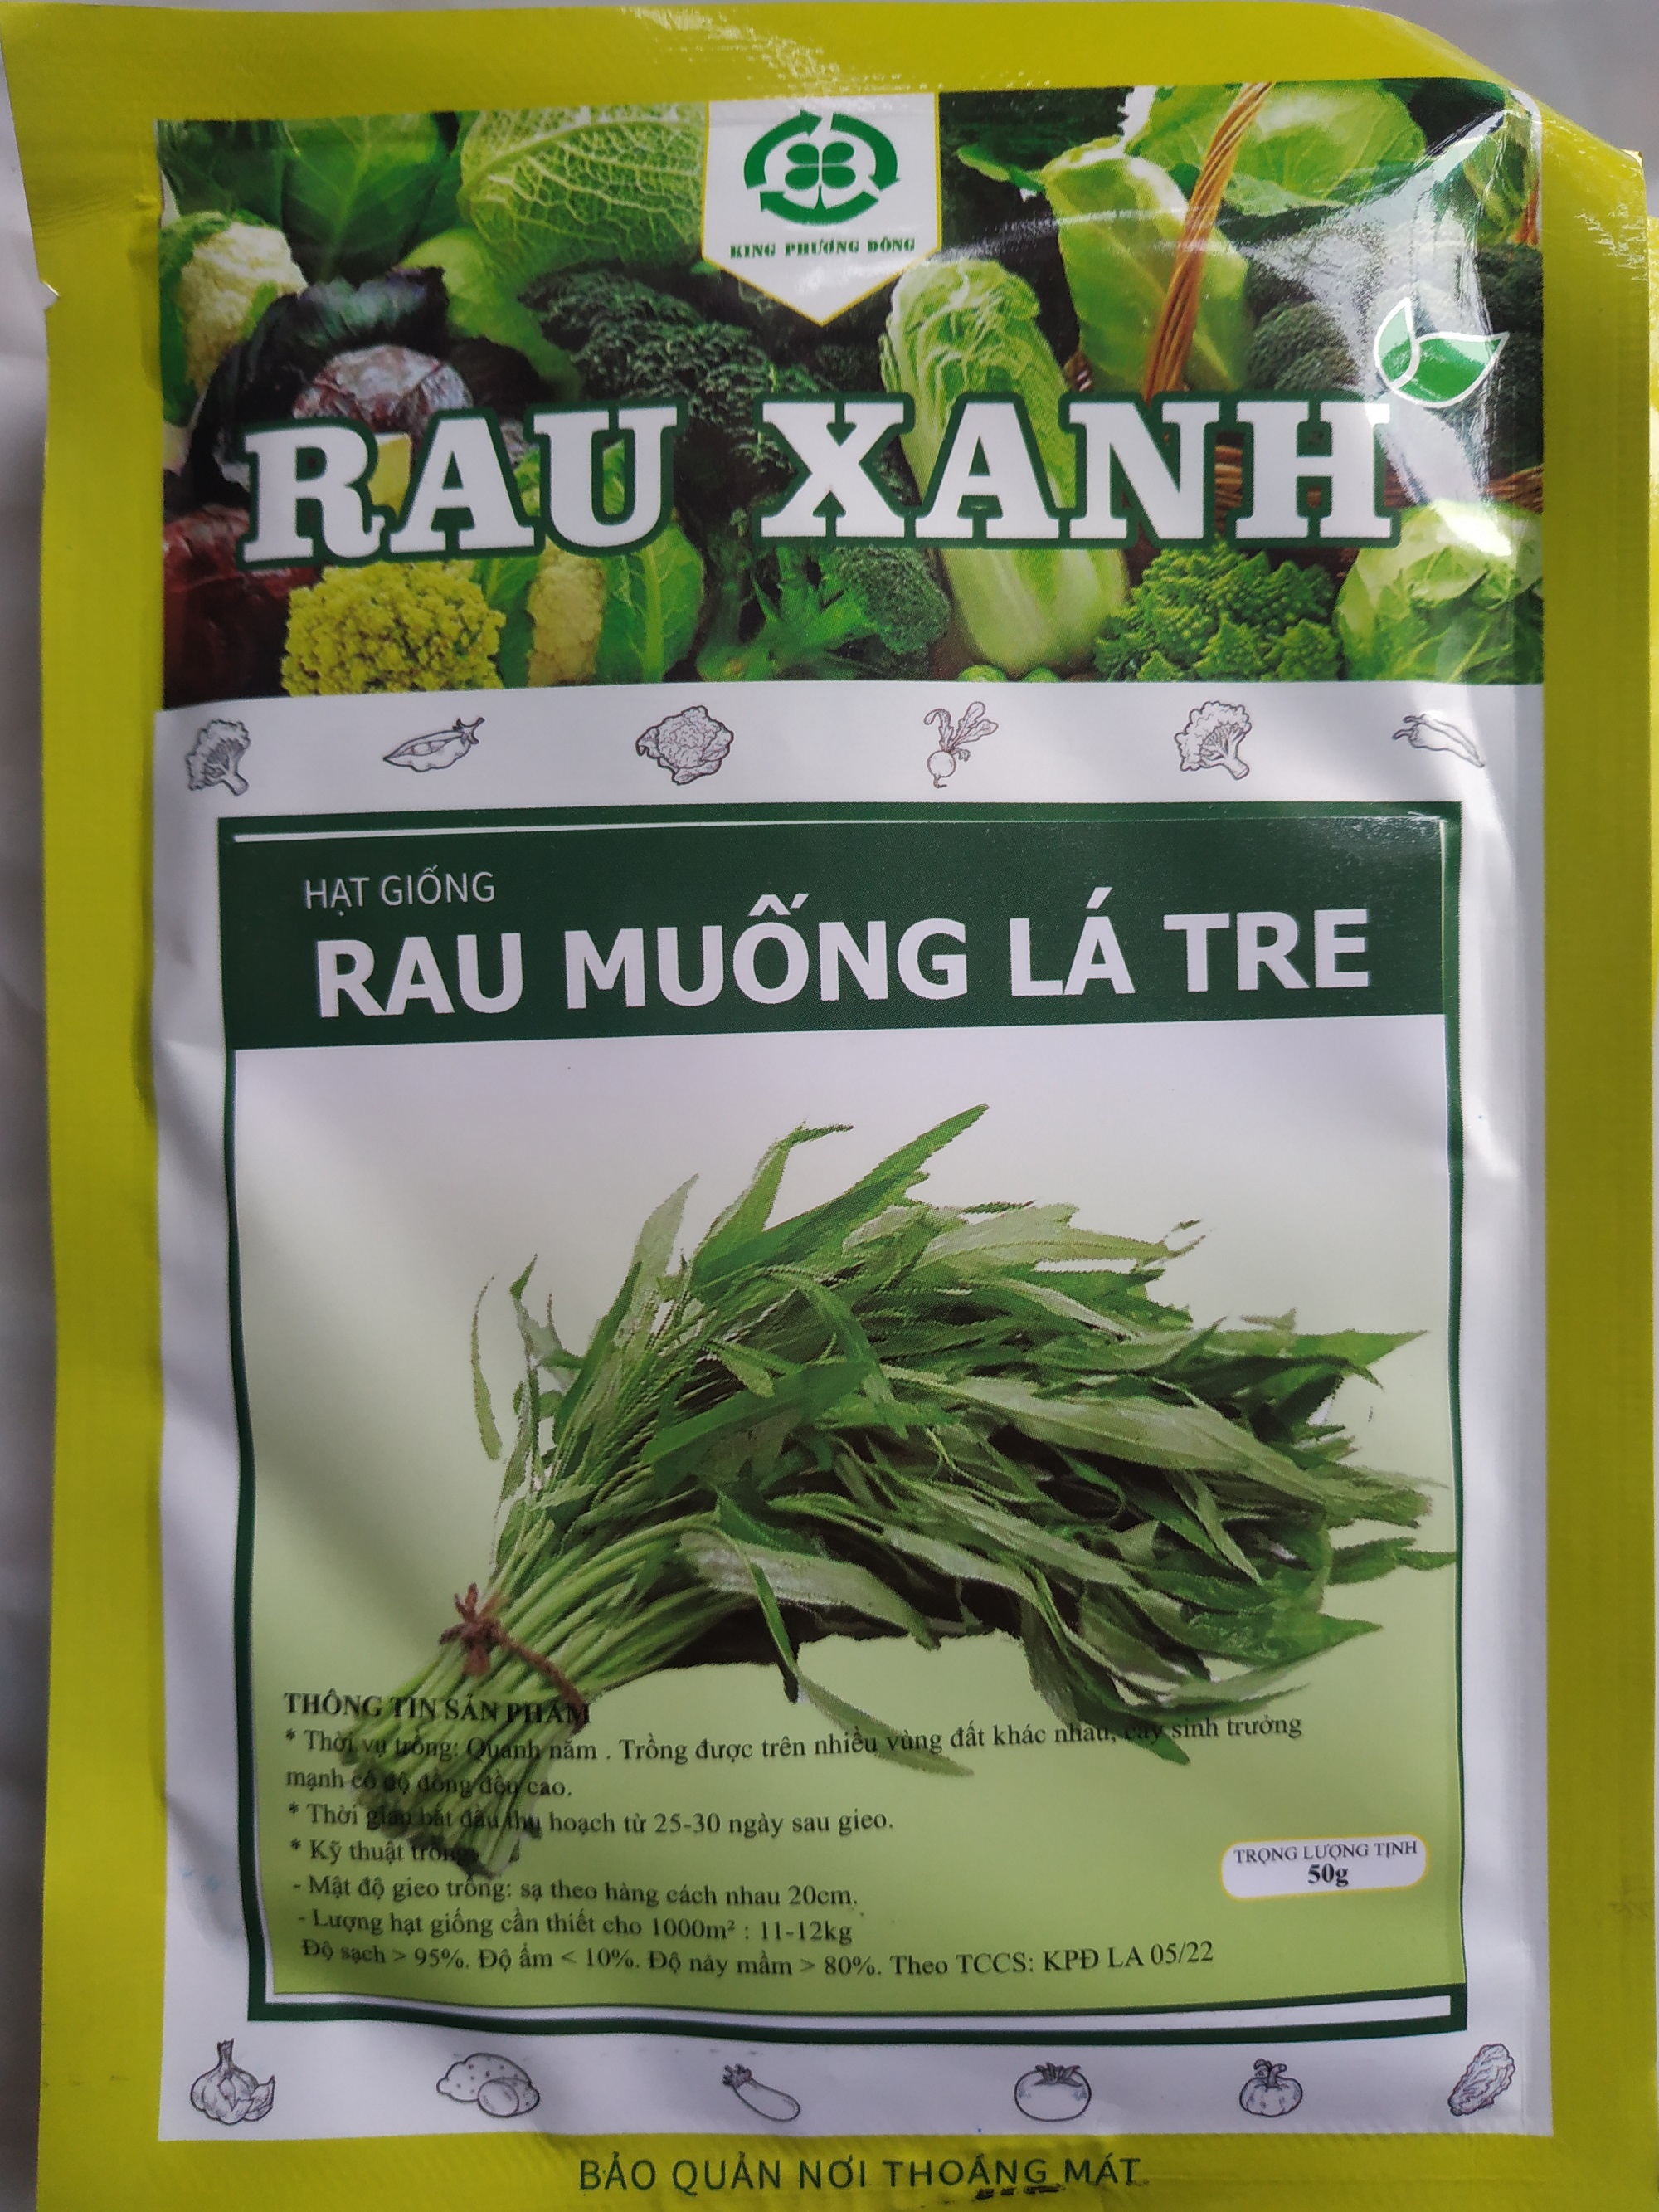 KING PHƯƠNG ĐÔNG
RAU XANH
HẠT GIỐNG
RAU MUỐNG LÁ TRE
THÔNG TIN SẢN PHẨM
* Thời vụ trồng: Quanh năm . Trồng được trên nhiều vùng đất khác nhau, cây sinh trưởng
mạnh có độ đồng đều cao.
* Thời gian bắt đầu thu hoạch từ 25-30 ngày sau gieo.
* Kỹ thuật trồng:
- Mật độ gieo trồng: sạ theo hàng cách nhau 20cm.
- Lượng hạt giống cần thiết cho 1000m² : 11-12kg
Độ sạch > 95%. Độ ẩm < 10%. Độ nảy mầm > 80%. Theo TCCS: KPĐ LA 05/22
TRỌNG LƯỢNG TỊNH
50g
BẢO QUẢN NƠI THOÁNG MÁT